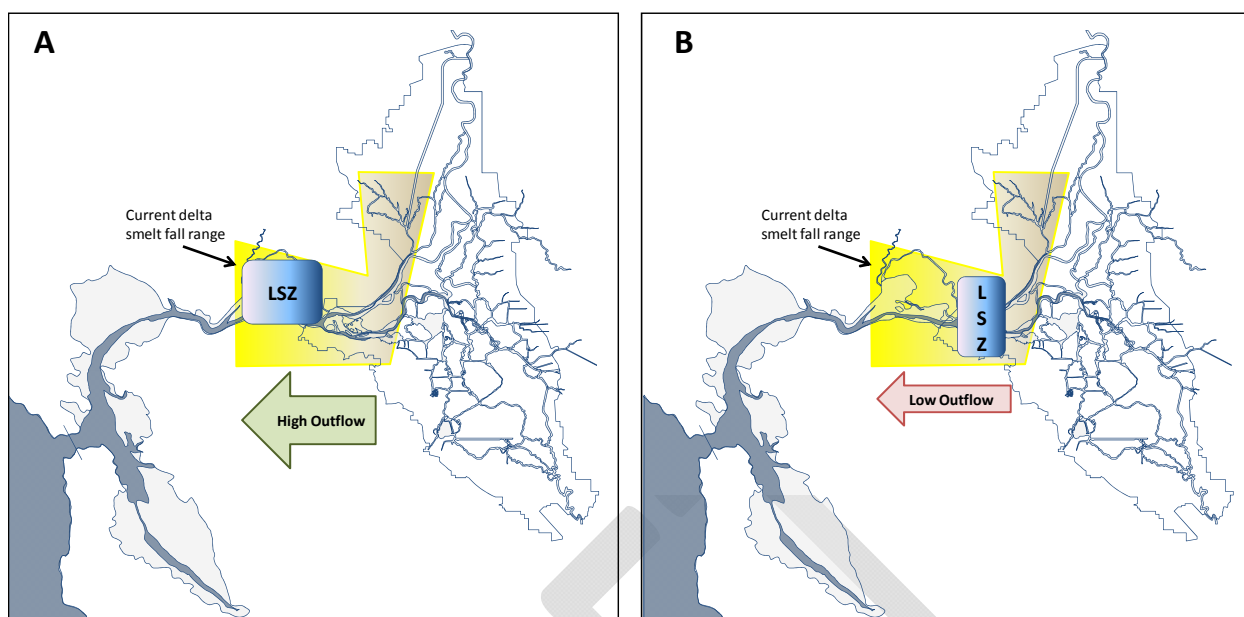 A
Current delta
smelt fall range
LSZ
High Outflow
B
Current delta
smelt fall range
L
S
Z
Low Outflow